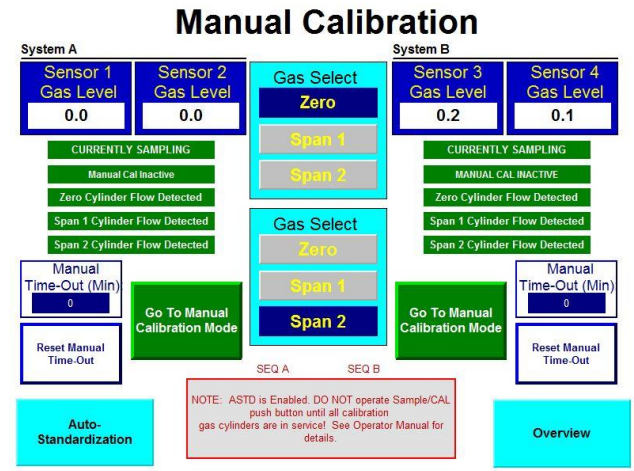 Manual Calibration
System A
System B
Sensor 1
Gas Level
0.0
Sensor 2
Gas Level
0.0
Gas Select
Zero
Span 1
Span 2
Sensor 3
Gas Level
0.2
Sensor 4
Gas Level
0.1
CURRENTLY SAMPLING
Manual Cal Inactive
Zero Cylinder Flow Detected
Span 1 Cylinder Flow Detected
Span 2 Cylinder Flow Detected
Gas Select
Zero
Span 1
Span 2
CURRENTLY SAMPLING
MANUAL CAL INACTIVE
Zero Cylinder Flow Detected
Span 1 Cylinder Flow Detected
Span 2 Cylinder Flow Detected
Manual
Time-Out (Min)
0
Reset Manual
Time-Out
Go To Manual
Calibration Mode
Go To Manual
Calibration Mode
Manual
Time-Out (Min)
0
Reset Manual
Time-Out
SEQ A
SEQ B
NOTE: ASTD is Enabled. DO NOT operate Sample/CAL
push button until all calibration
gas cylinders are in service! See Operator Manual for
details.
Auto-
Standardization
Overview